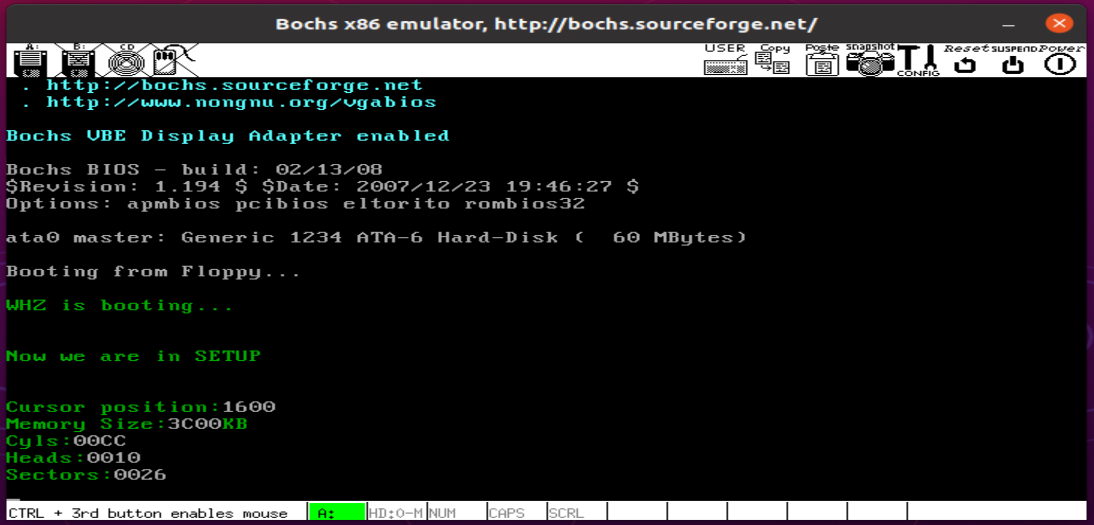 Bochs x86 emulator, http://bochs.sourceforge.net/
A: B: CD USER Copy Paste snapshot CONFIG Reset SUSPEND Power
. http://bochs.sourceforge.net
. http://www.nongnu.org/vgabios
Bochs VBE Display Adapter enabled
Bochs BIOS - build: 02/13/08
$Revision: 1.194 $ $Date: 2007/12/23 19:46:27 $
Options: apmbios pcibios eltorito rombios32
ata0 master: Generic 1234 ATA-6 Hard-Disk ( 60 MBytes)
Booting from Floppy...
WHZ is booting...
Now we are in SETUP
Cursor position:1600
Memory Size:3C00KB
Cyls:00CC
Heads:0010
Sectors:0026
CTRL + 3rd button enables mouse A: HD:0-M NUM CAPS SCRL